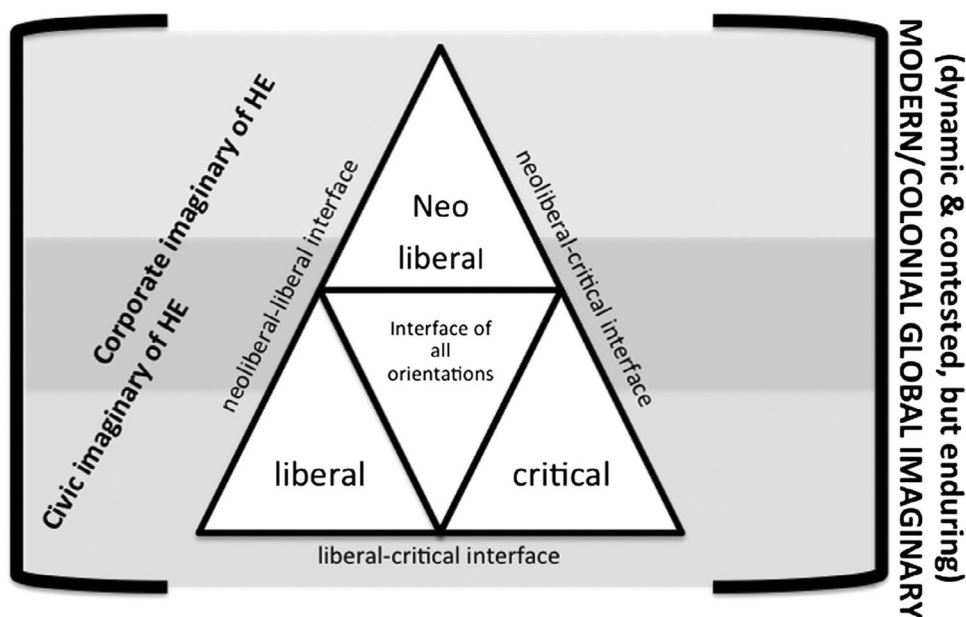 Corporate imaginary of HE
Civic imaginary of HE
neoliberal-liberal interface
Neo
liberal
neoliberal-critical interface
Interface of
all
orientations
liberal
critical
liberal-critical interface
(dynamic & contested, but enduring)
MODERN/COLONIAL GLOBAL IMAGINARY